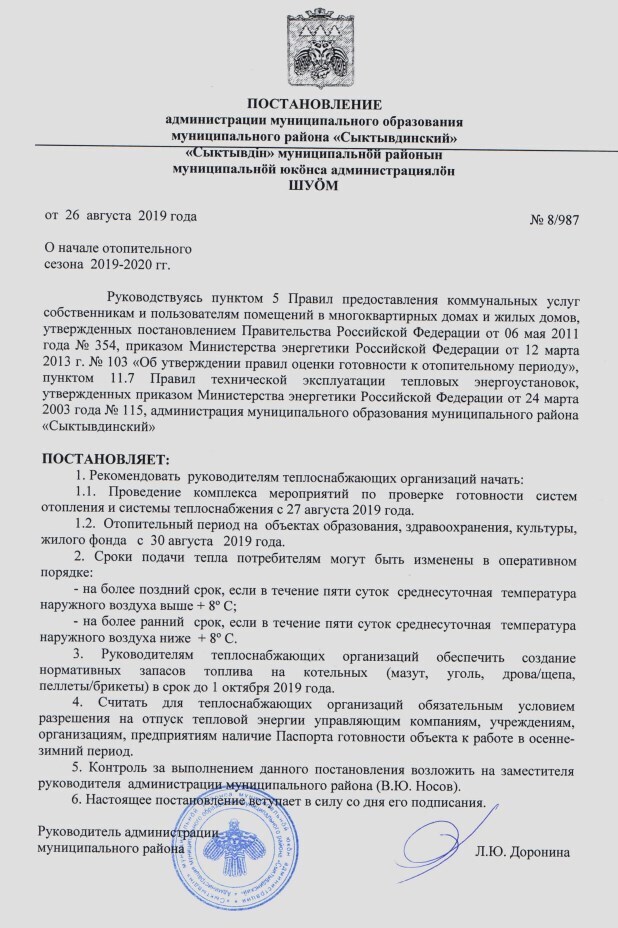 ПОСТАНОВЛЕНИЕ
администрации муниципального образования
муниципального района «Сыктывдинский»
«Сыктывдiн» муниципальнӧй районын
муниципальнӧй юкӧнса администрациялӧн
ШУӦМ
от 26 августа 2019 года
№ 8/987
О начале отопительного
сезона 2019-2020 гг.
Руководствуясь пунктом 5 Правил предоставления коммунальных услуг
собственникам и пользователям помещений в многоквартирных домах и жилых домов,
утвержденных постановлением Правительства Российской Федерации от 06 мая 2011
года № 354, приказом Министерства энергетики Российской Федерации от 12 марта
2013 г. № 103 «Об утверждении правил оценки готовности к отопительному периоду»,
пунктом 11.7 Правил технической эксплуатации тепловых энергоустановок,
утвержденных приказом Министерства энергетики Российской Федерации от 24 марта
2003 года № 115, администрация муниципального образования муниципального района
«Сыктывдинский»
ПОСТАНОВЛЯЕТ:
1. Рекомендовать руководителям теплоснабжающих организаций начать:
1.1. Проведение комплекса мероприятий по проверке готовности систем
отопления и системы теплоснабжения с 27 августа 2019 года.
1.2. Отопительный период на объектах образования, здравоохранения, культуры,
жилого фонда с 30 августа 2019 года.
2. Сроки подачи тепла потребителям могут быть изменены в оперативном
порядке:
- на более поздний срок, если в течение пяти суток среднесуточная температура
наружного воздуха выше + 8º С;
- на более ранний срок, если в течение пяти суток среднесуточная температура
наружного воздуха ниже + 8º С.
3. Руководителям теплоснабжающих организаций обеспечить создание
нормативных запасов топлива на котельных (мазут, уголь, дрова/щепа,
пеллеты/брикеты) в срок до 1 октября 2019 года.
4. Считать для теплоснабжающих организаций обязательным условием
разрешения на отпуск тепловой энергии управляющим компаниям, учреждениям,
организациям, предприятиям наличие Паспорта готовности объекта к работе в осенне-
зимний период.
5. Контроль за выполнением данного постановления возложить на заместителя
руководителя администрации муниципального района (В.Ю. Носов).
6. Настоящее постановление вступает в силу со дня его подписания.
Руководитель администрации
муниципального района
Л.Ю. Доронина